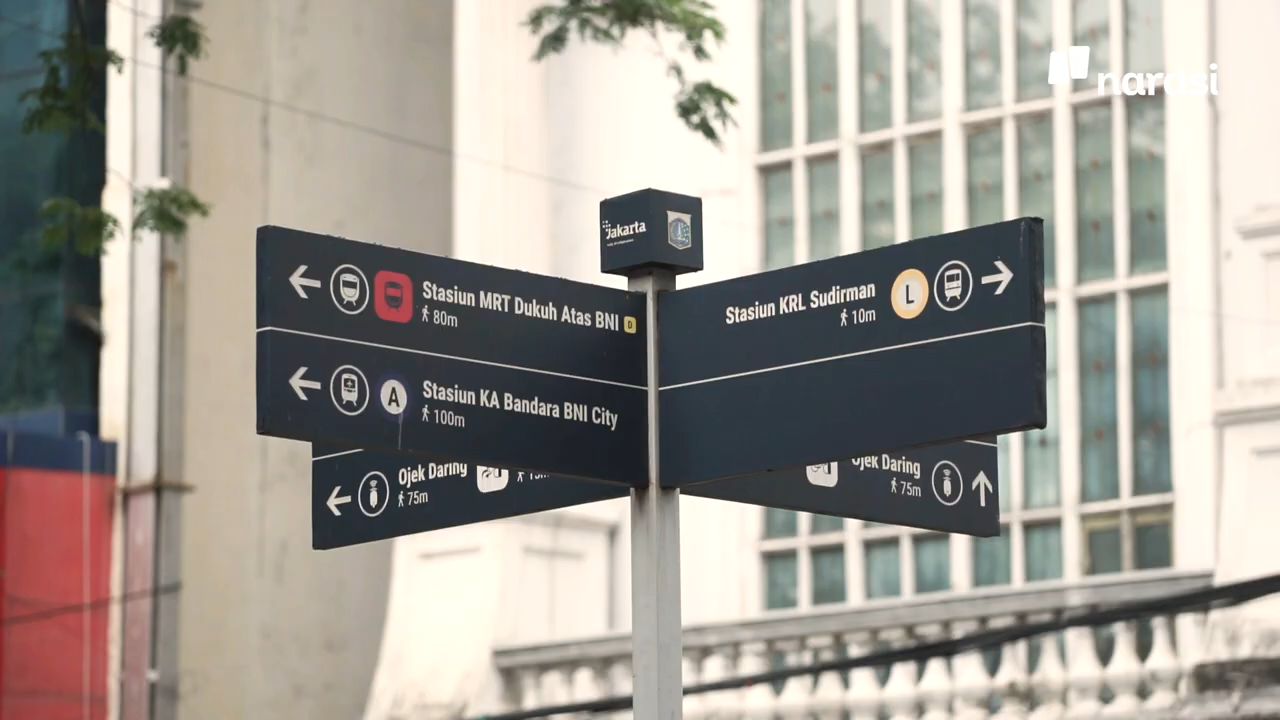 narasi
Jakarta
Stasiun MRT Dukuh Atas BNI D
80m
A Stasiun KA Bandara BNI City
100m
Stasiun KRL Sudirman L
10m
Ojek Daring
75m
Ojek Daring
75m